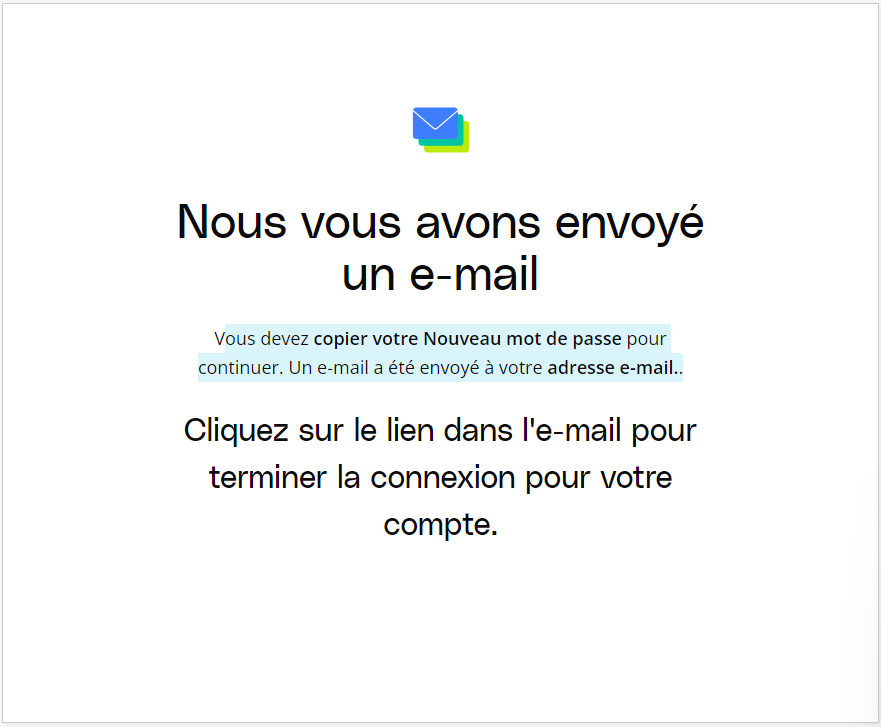 Nous vous avons envoyé
un e-mail
Vous devez copier votre Nouveau mot de passe pour
continuer. Un e-mail a été envoyé à votre adresse e-mail..
Cliquez sur le lien dans l'e-mail pour
terminer la connexion pour votre
compte.